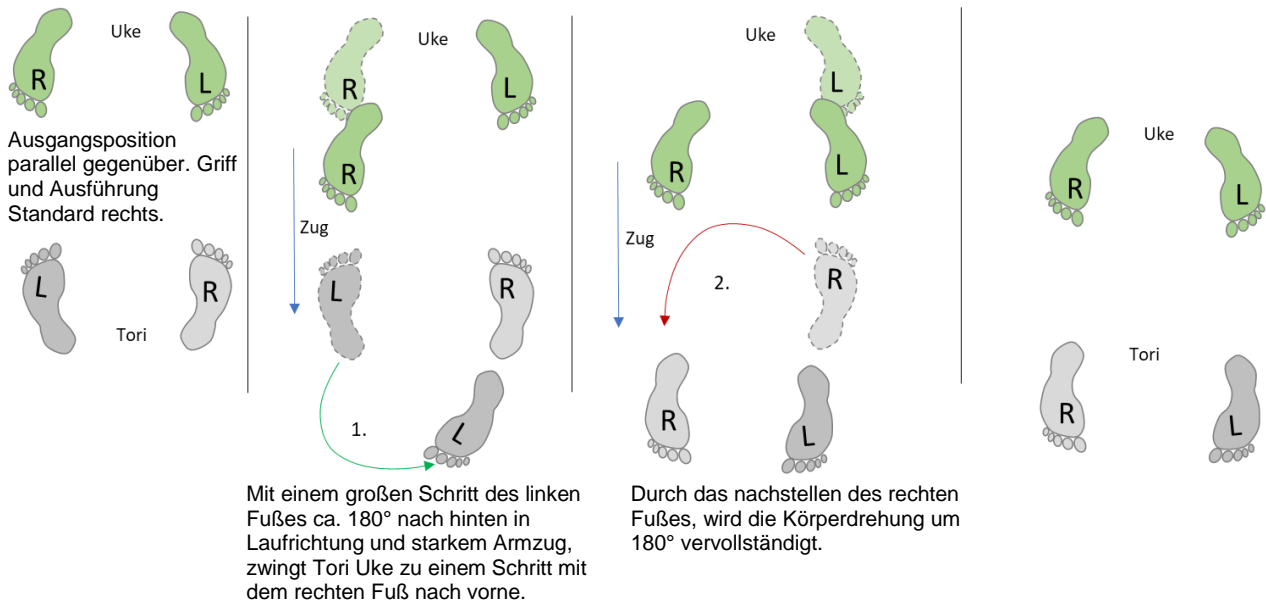 Uke
R
L
Ausgangsposition
parallel gegenüber. Griff
und Ausführung
Standard rechts.
L
R
Tori
Uke
R
L
R
Zug
L
R
1.
L
Mit einem großen Schritt des linken
Fußes ca. 180° nach hinten in
Laufrichtung und starkem Armzug,
zwingt Tori Uke zu einem Schritt mit
dem rechten Fuß nach vorne.
Uke
L
R
L
Zug
2.
R
R
L
Durch das nachstellen des rechten
Fußes, wird die Körperdrehung um
180° vervollständigt.
Uke
R
L
Tori
R
L